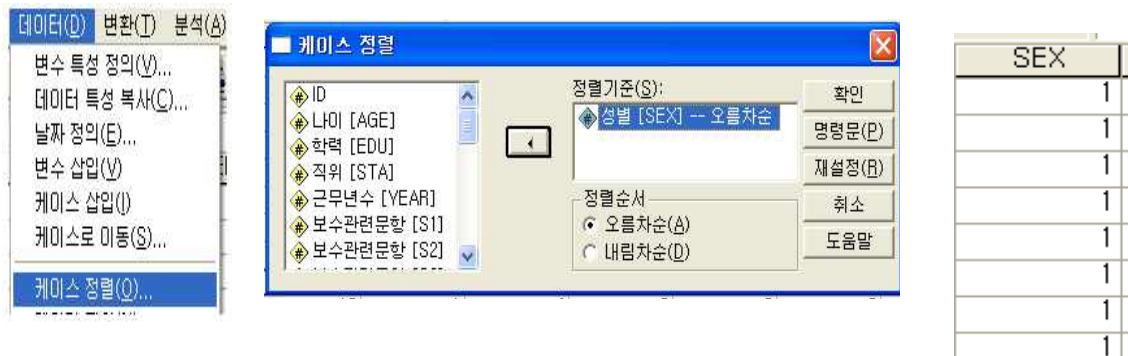 데이터(D) 변환(T) 분석(A)
변수 특성 정의(V)...
데이터 특성 복사(C)...
날짜 정의(E)...
변수 삽입(V)
케이스 삽입(I)
케이스로 이동(S)...
케이스 정렬(O)...
케이스 정렬
ID
나이 [AGE]
학력 [EDU]
직위 [STA]
근무년수 [YEAR]
보수관련문항 [S1]
보수관련문항 [S2]
정렬기준(S):
성별 [SEX] -- 오름차순
정렬순서
오름차순(A)
내림차순(D)
확인
명령문(P)
재설정(R)
취소
도움말
SEX
1
1
1
1
1
1
1
1